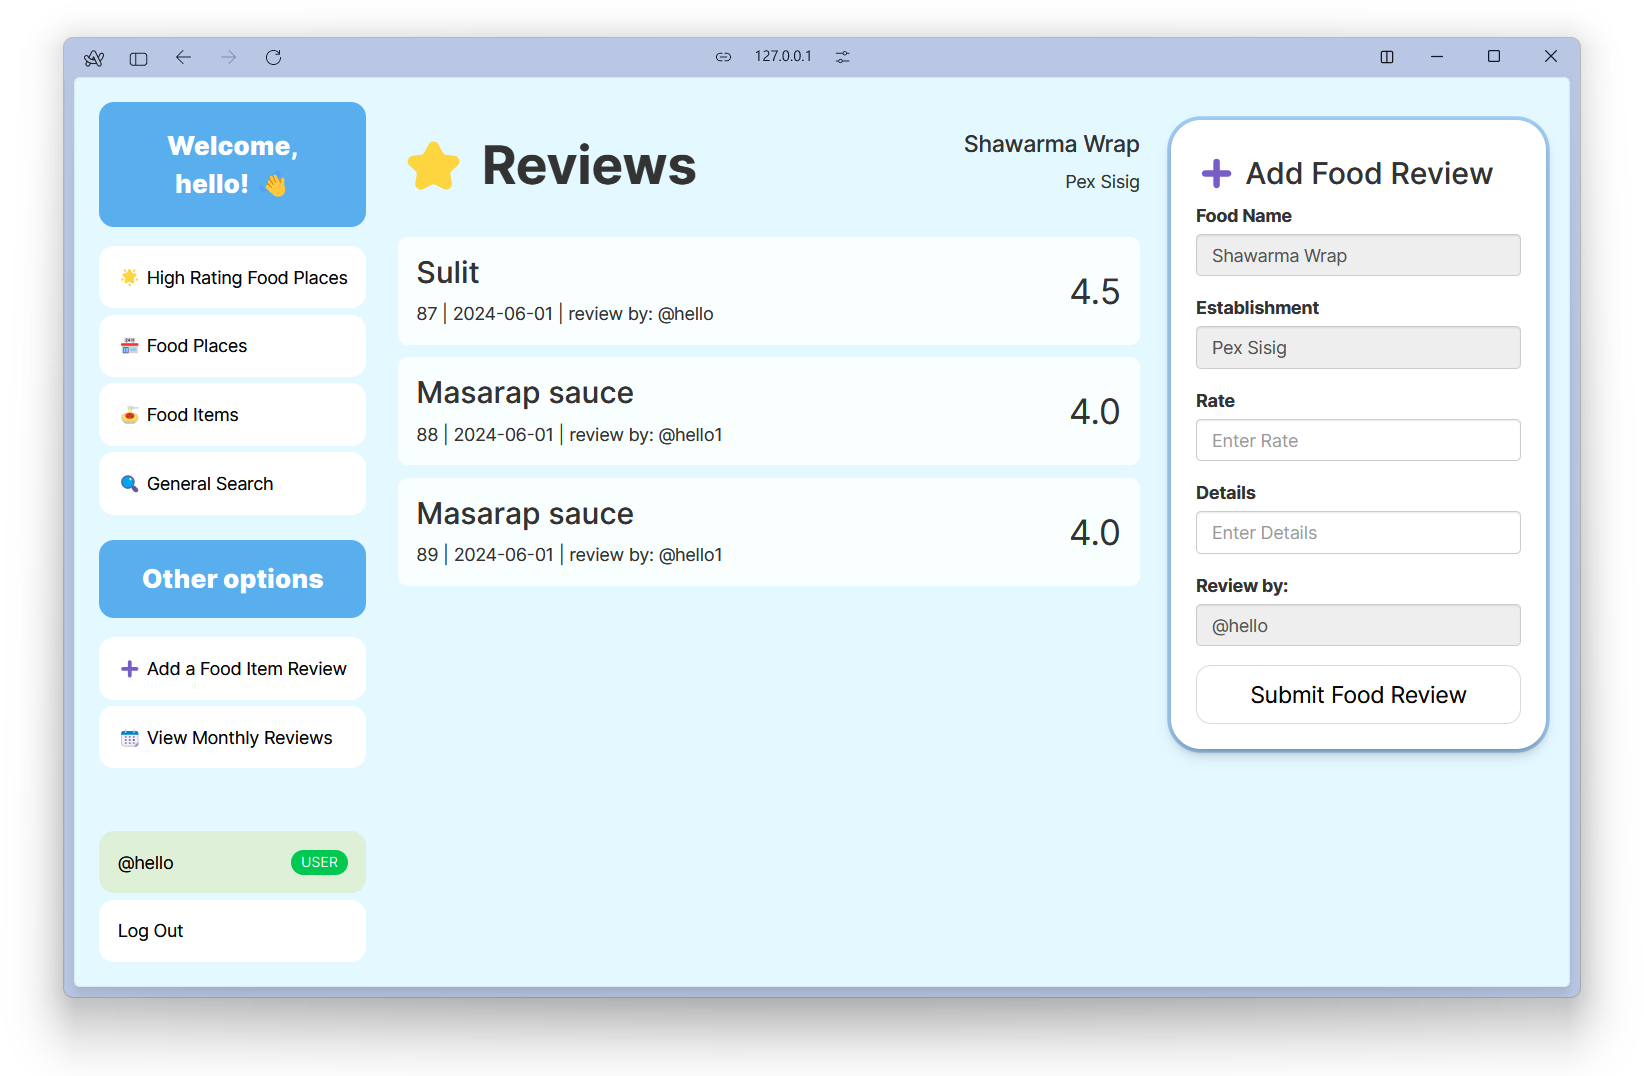 127.0.0.1
Welcome,
hello! 👋
High Rating Food Places
Food Places
Food Items
General Search
Other options
Add a Food Item Review
View Monthly Reviews
@hello
USER
Log Out
Reviews
Shawarma Wrap
Pex Sisig
Sulit
87 | 2024-06-01 | review by: @hello
4.5
Masarap sauce
88 | 2024-06-01 | review by: @hello1
4.0
Masarap sauce
89 | 2024-06-01 | review by: @hello1
4.0
Add Food Review
Food Name
Shawarma Wrap
Establishment
Pex Sisig
Rate
Enter Rate
Details
Enter Details
Review by:
@hello
Submit Food Review